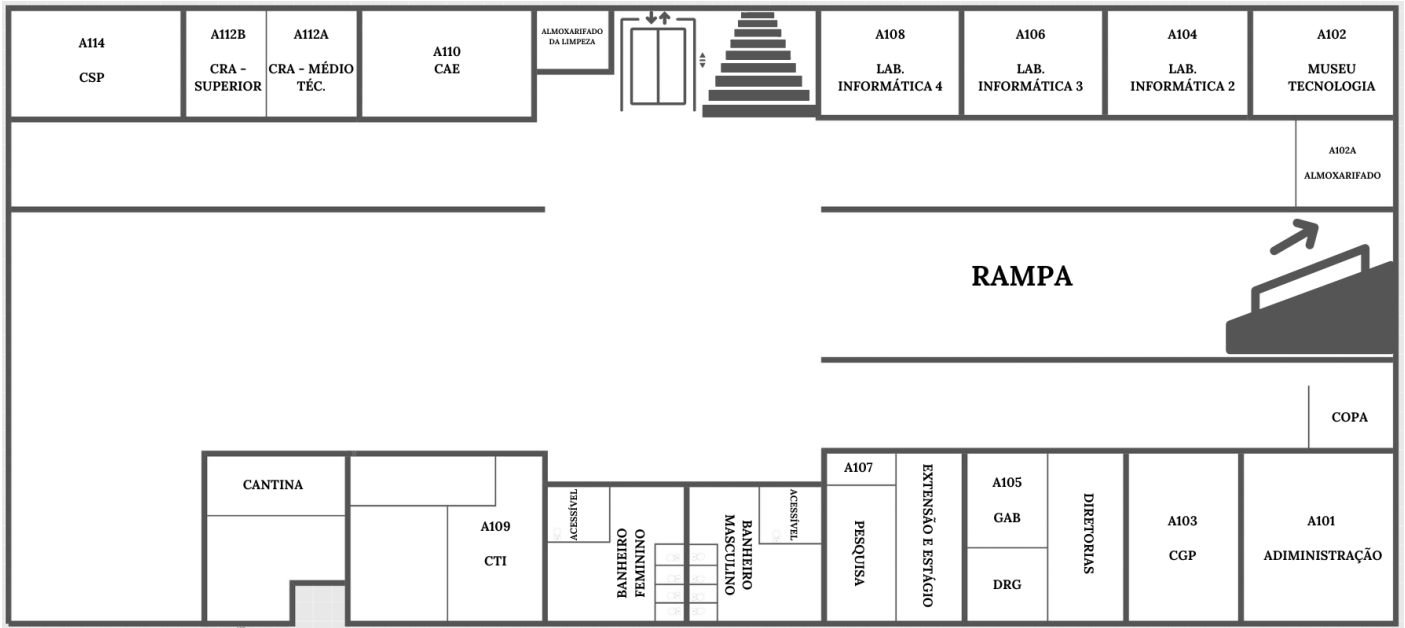 A114
CSP
A112B
CRA -
SUPERIOR
A112A
CRA - MÉDIO
TÉC.
A110
CAE
ALMOXARIFADO
DA LIMPEZA
A108
LAB.
INFORMÁTICA 4
A106
LAB.
INFORMÁTICA 3
A104
LAB.
INFORMÁTICA 2
A102
MUSEU
TECNOLOGIA
A102A
ALMOXARIFADO
RAMPA
COPA
CANTINA
A109
CTI
ACESSÍVEL
BANHEIRO
FEMININO
BANHEIRO
MASCULINO
ACESSÍVEL
A107
PESQUISA
EXTENSÃO E ESTÁGIO
A105
GAB
DRG
DIRETORIAS
A103
CGP
A101
ADIMINISTRAÇÃO